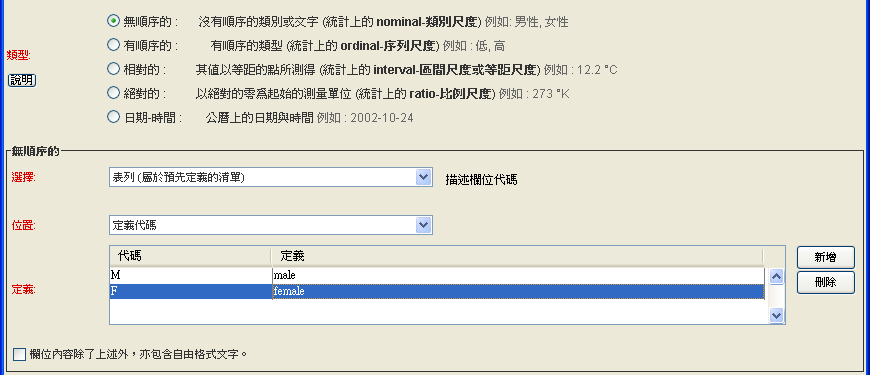 無順序的 : 沒有順序的類別或文字 (統計上的 nominal-類別尺度) 例如: 男性, 女性
有順序的 : 有順序的類型 (統計上的 ordinal-序列尺度) 例如 : 低, 高
類型:
相對的 : 其值以等距的點所測得 (統計上的 interval-區間尺度或等距尺度) 例如 : 12.2 °C
說明
絕對的 : 以絕對的零爲起始的測量單位 (統計上的 ratio-比例尺度) 例如 : 273 °K
日期-時間 : 公曆上的日期與時間 例如 : 2002-10-24
無順序的
選擇: 表列 (屬於預先定義的清單) 描述欄位代碼
位置: 定義代碼
代碼 定義 新增
M male
定義: F female 刪除
欄位內容除了上述外，亦包含自由格式文字。